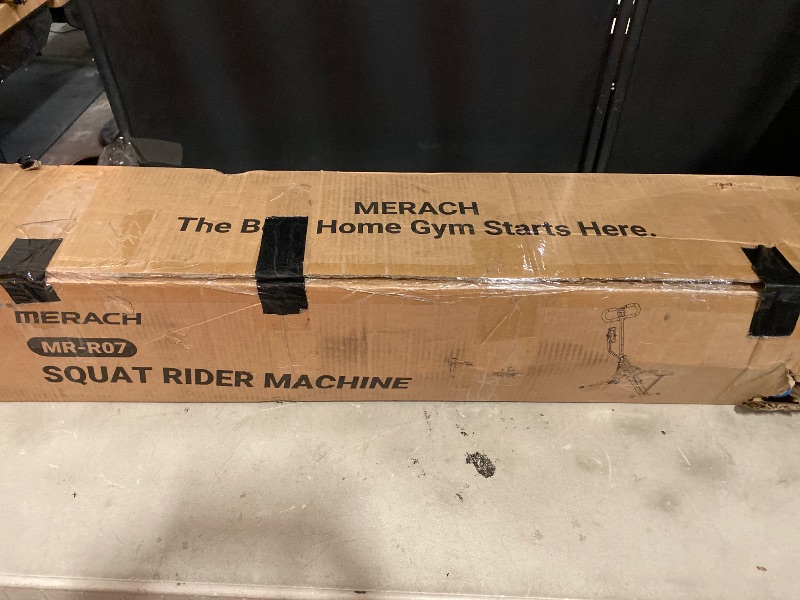 MERACH
The B Home Gym Starts Here.
MERACH
MR-R07
SQUAT RIDER MACHINE